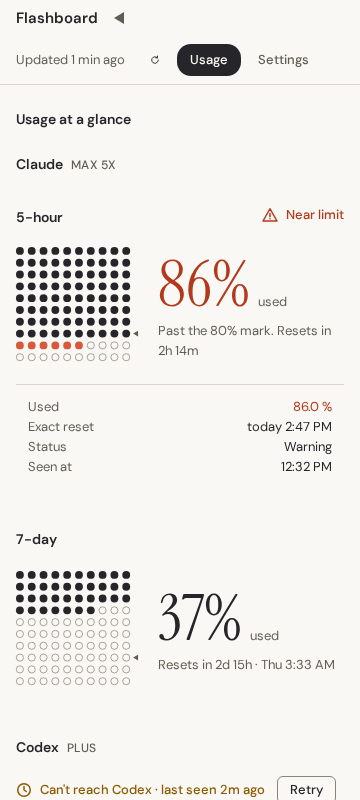 Flashboard
Updated 1 min ago
Usage
Settings
Usage at a glance
Claude MAX 5X
5-hour
Near limit
86% used
Past the 80% mark. Resets in
2h 14m
Used 86.0 %
Exact reset today 2:47 PM
Status Warning
Seen at 12:32 PM
7-day
37% used
Resets in 2d 15h · Thu 3:33 AM
Codex PLUS
Can't reach Codex · last seen 2m ago
Retry